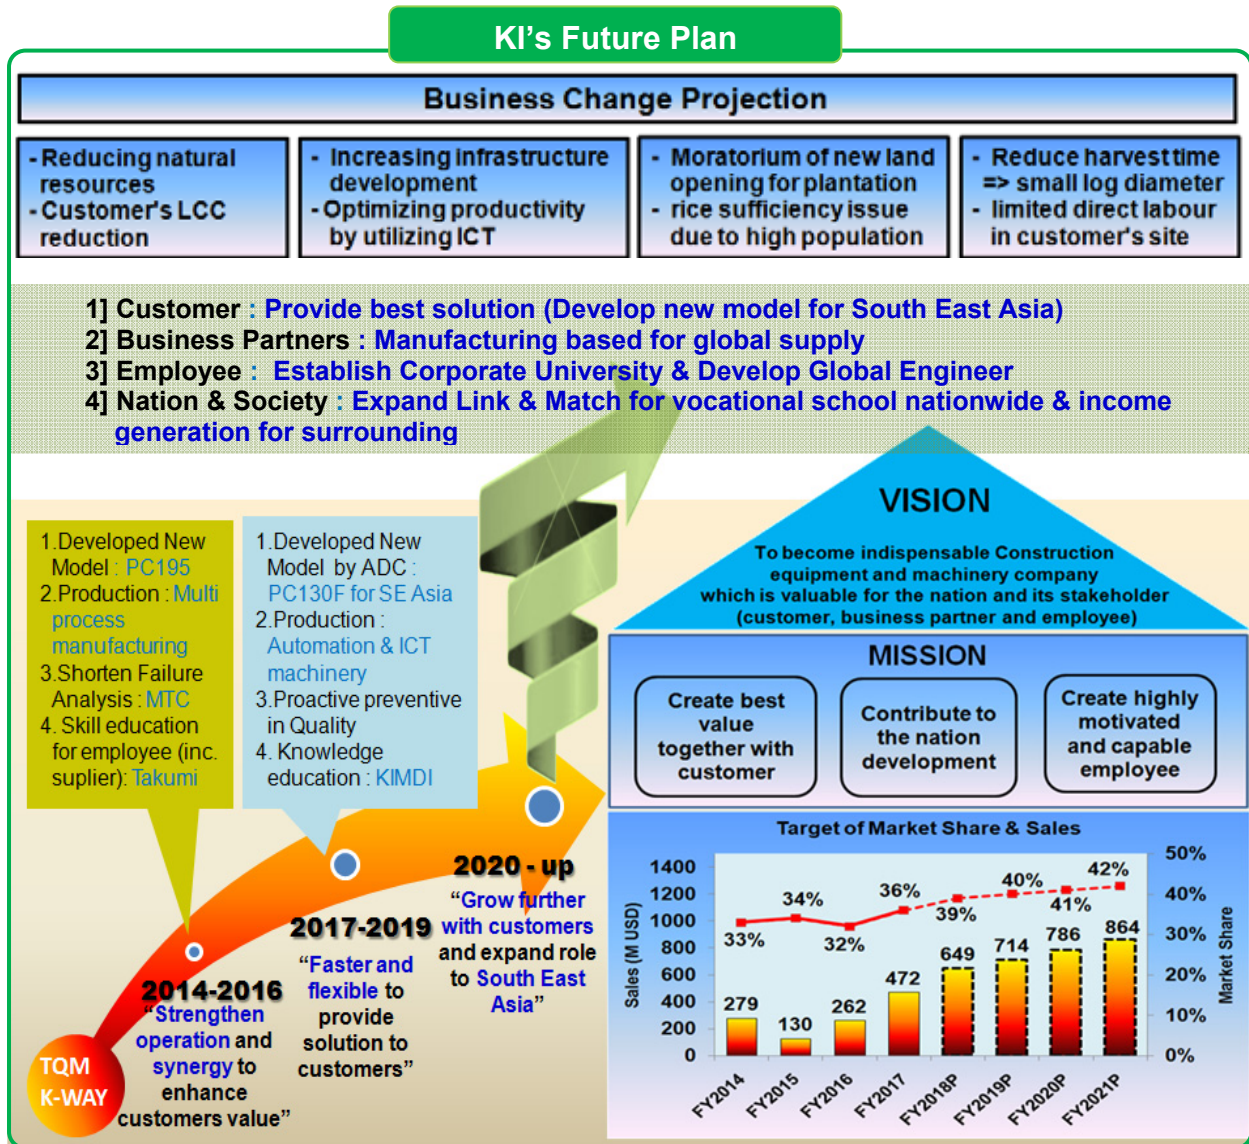 KI's Future Plan
Business Change Projection
- Reducing natural
resources
- Customer's LCC
reduction
- Increasing infrastructure
development
- Optimizing productivity
by utilizing ICT
- Moratorium of new land
opening for plantation
- rice sufficiency issue
due to high population
- Reduce harvest time
=> small log diameter
- limited direct labour
in customer's site
1] Customer : Provide best solution (Develop new model for South East Asia)
2] Business Partners : Manufacturing based for global supply
3] Employee : Establish Corporate University & Develop Global Engineer
4] Nation & Society : Expand Link & Match for vocational school nationwide & income
generation for surrounding
1.Developed New
Model : PC195
2.Production : Multi
process
manufacturing
3.Shorten Failure
Analysis : MTC
4. Skill education
for employee (inc.
suplier): Takumi
1.Developed New
Model by ADC :
PC130F for SE Asia
2.Production :
Automation & ICT
machinery
3.Proactive preventive
in Quality
4. Knowledge
education : KIMDI
TQM
K-WAY
2014-2016
"Strengthen
operation and
synergy to
enhance
customers value"
2017-2019
"Faster and
flexible to
provide
solution to
customers"
2020 - up
"Grow further
with customers
and expand role
to South East
Asia"
VISION
To become indispensable Construction
equipment and machinery company
which is valuable for the nation and its stakeholder
(customer, business partner and employee)
MISSION
Create best
value
together with
customer
Contribute to
the nation
development
Create highly
motivated
and capable
employee
Target of Market Share & Sales
Sales (M USD)
1400
1200
1000
800
600
400
200
0
33%
34%
32%
36%
39%
40%
41%
42%
279
130
262
472
649
714
786
864
50%
40%
30%
20%
10%
0%
Market Share
FY2014
FY2015
FY2016
FY2017
FY2018P
FY2019P
FY2020P
FY2021P